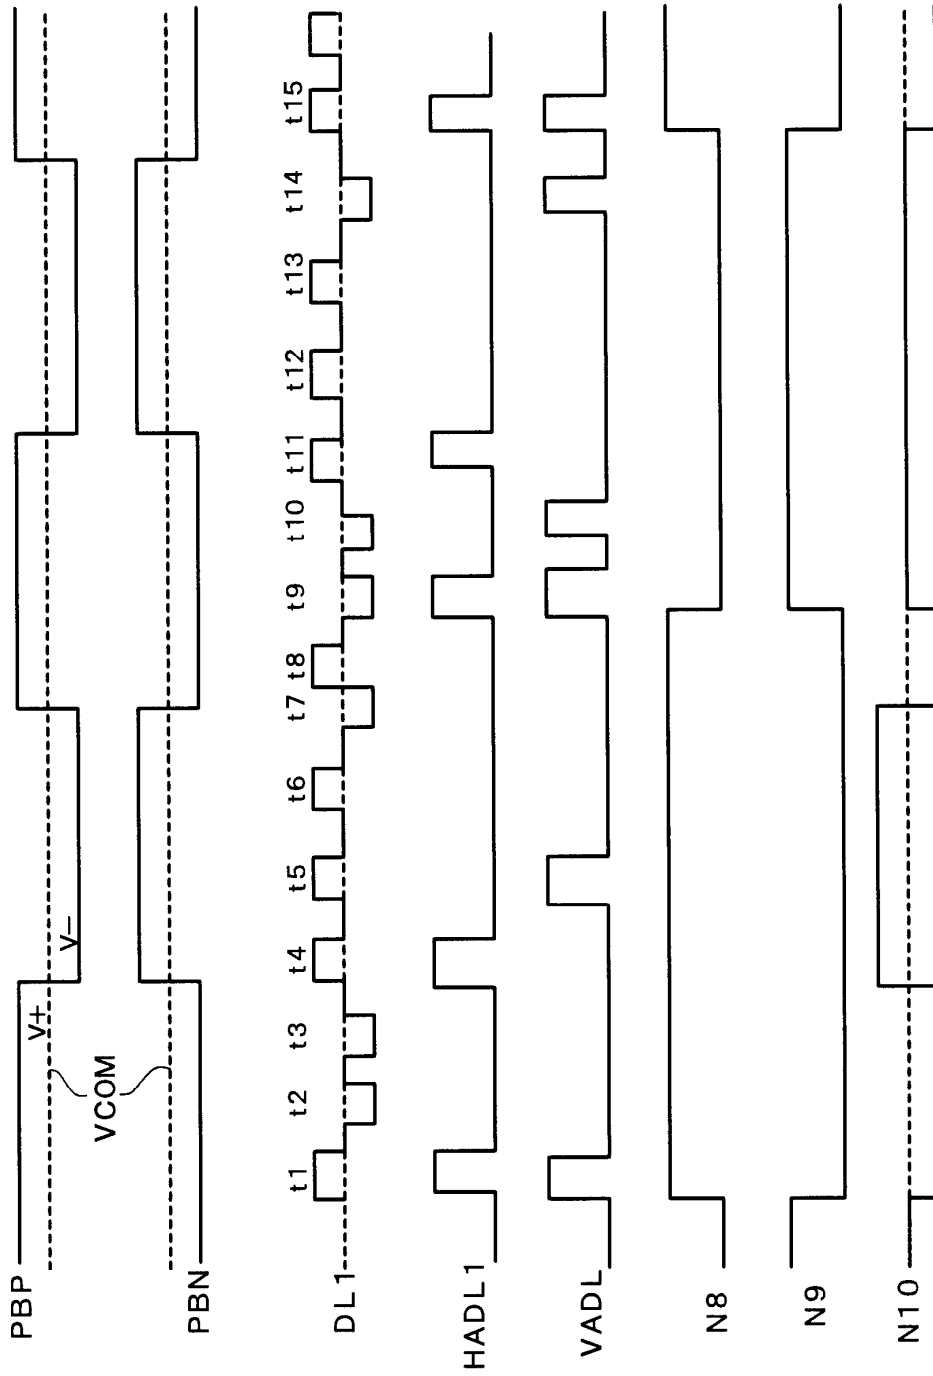 PBP
V+
V−
VCOM
PBN
t1 t2 t3 t4 t5 t6 t7 t8 t9 t10 t11 t12 t13 t14 t15
DL1
HADL1
VADL
N8
N9
N10